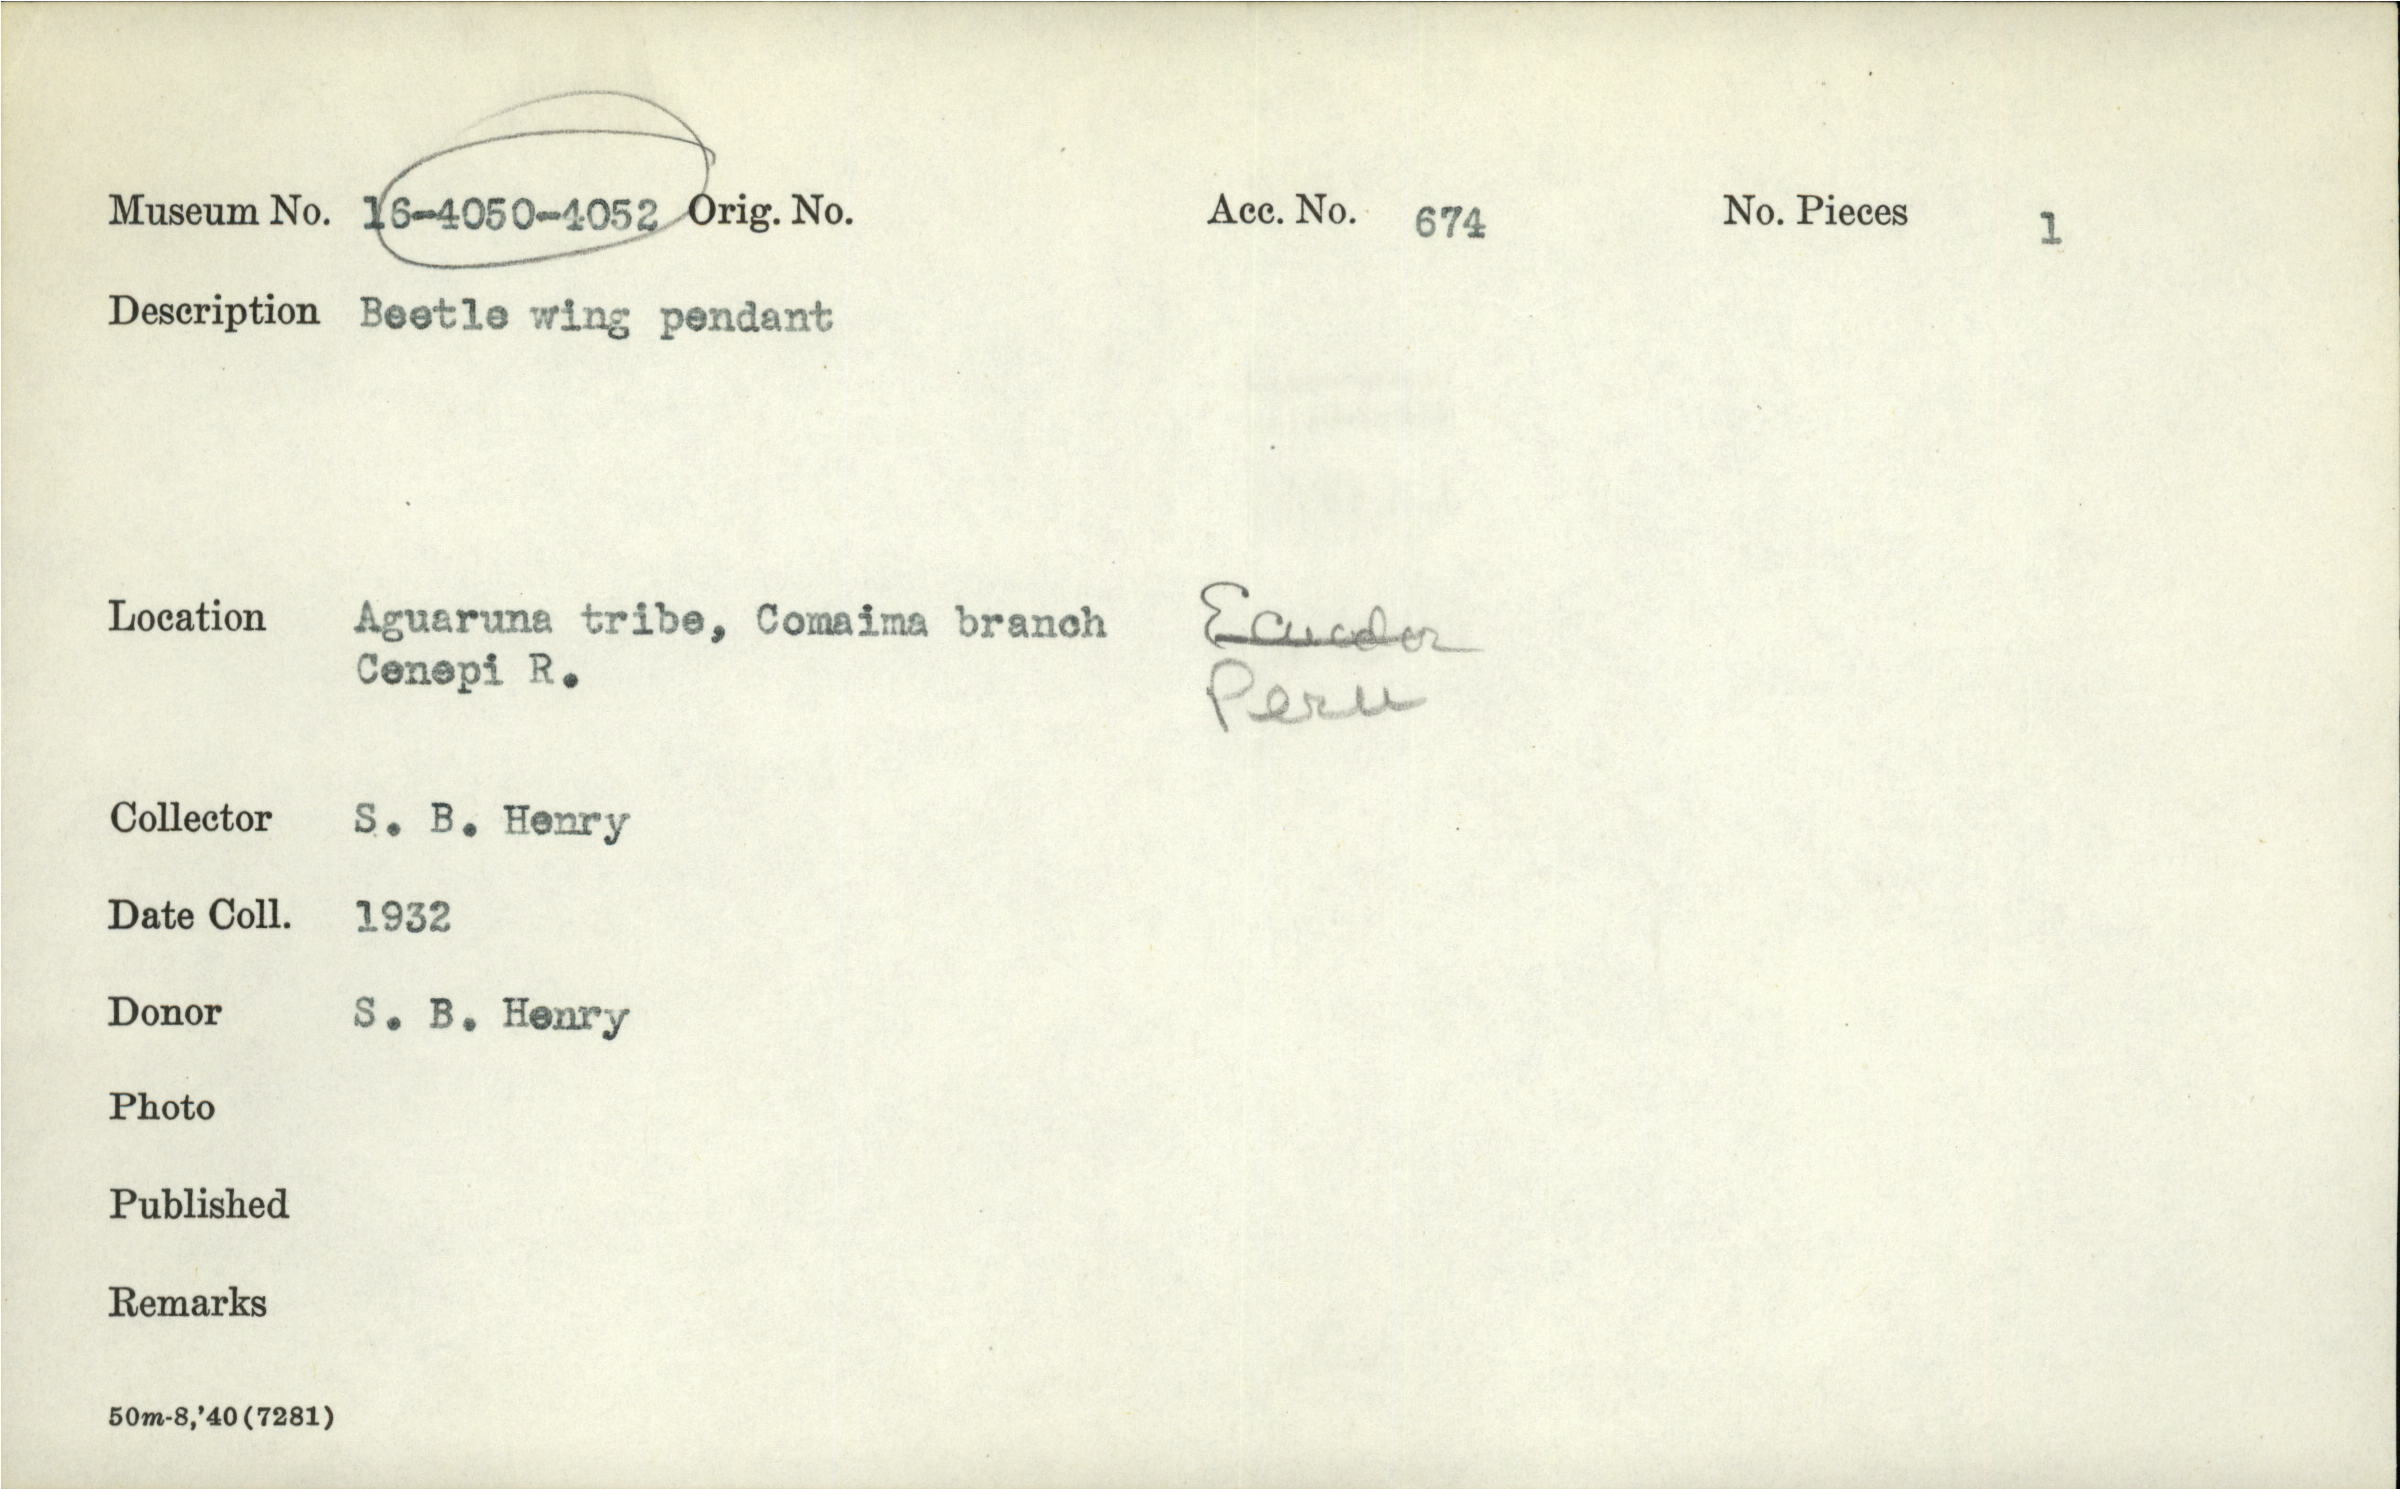 Museum No. 16-4050-4052 Orig. No. Acc. No. 674 No. Pieces 1
Description Beetle wing pendant
Location Aguaruna tribe, Comaima branch Ecuador
Cenepi R. Peru
Collector S. B. Henry
Date Coll. 1932
Donor S. B. Henry
Photo
Published
Remarks
50m-8,'40(7281)